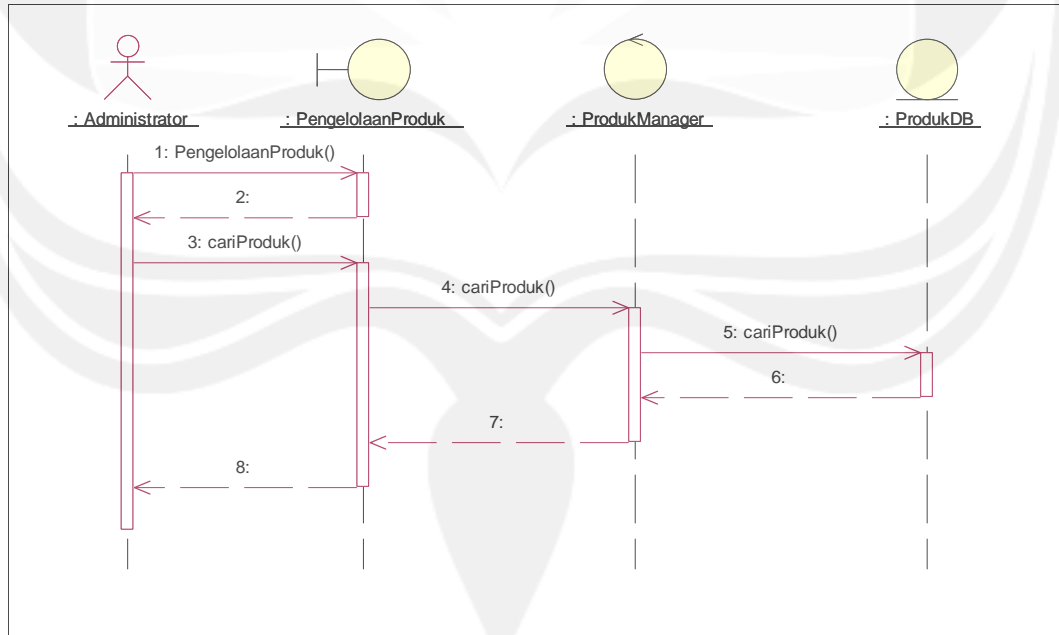 : Administrator
: PengelolaanProduk
: ProdukManager
: ProdukDB
1: PengelolaanProduk()
2:
3: cariProduk()
4: cariProduk()
5: cariProduk()
6:
7:
8: